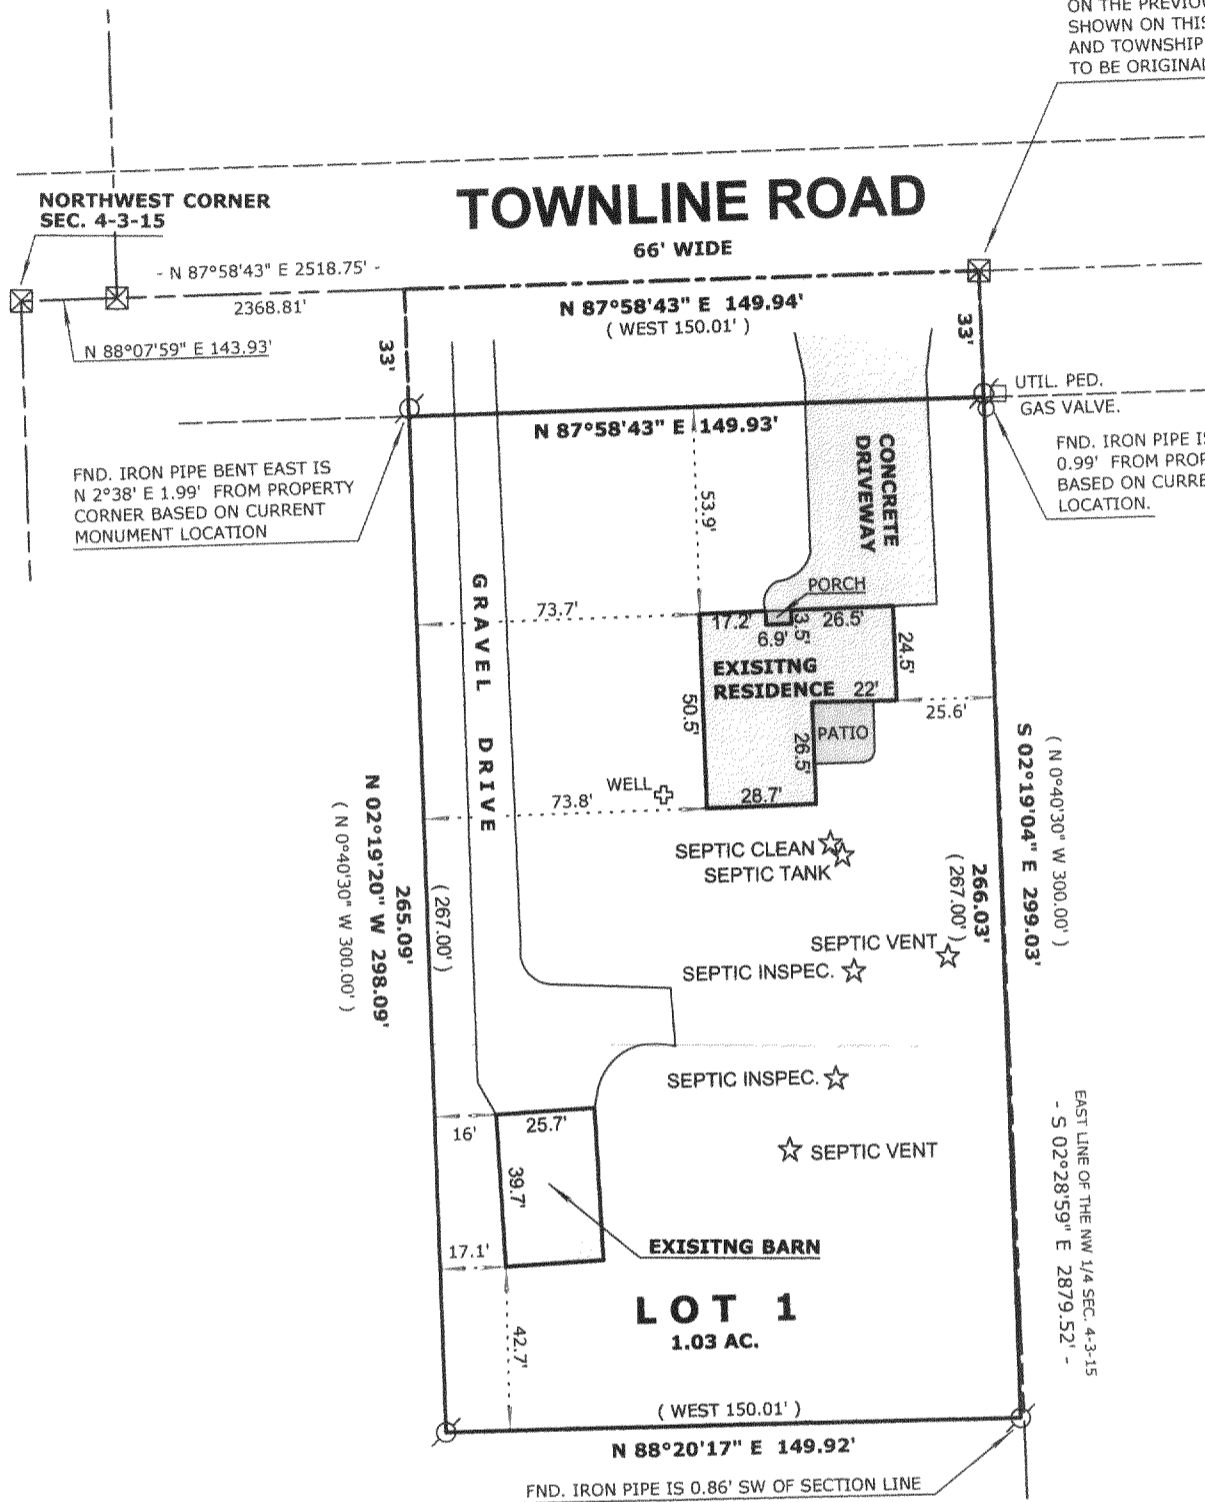 ON THE PREVIOU
SHOWN ON THIS
AND TOWNSHIP
TO BE ORIGINAL
NORTHWEST CORNER
SEC. 4-3-15
TOWNLINE ROAD
66' WIDE
- N 87°58'43" E 2518.75' -
2368.81'
N 88°07'59" E 143.93'
N 87°58'43" E 149.94'
( WEST 150.01' )
33'
33'
UTIL. PED.
GAS VALVE.
N 87°58'43" E 149.93'
FND. IRON PIPE BENT EAST IS
N 2°38' E 1.99' FROM PROPERTY
CORNER BASED ON CURRENT
MONUMENT LOCATION
FND. IRON PIPE IS
0.99' FROM PROP
BASED ON CURRE
LOCATION.
CONCRETE
DRIVEWAY
53.9'
GRAVEL DRIVE
PORCH
73.7'
17.2'
6.9'
3.5'
26.5'
24.5'
EXISITNG
RESIDENCE
22'
50.5'
25.6'
PATIO
26.5'
28.7'
WELL
73.8'
SEPTIC CLEAN
SEPTIC TANK
N 02°19'20" W 298.09'
( N 0°40'30" W 300.00' )
265.09'
( 267.00' )
S 02°19'04" E 299.03'
( N 0°40'30" W 300.00' )
266.03'
( 267.00' )
SEPTIC VENT
SEPTIC INSPEC.
SEPTIC INSPEC.
SEPTIC VENT
16'
25.7'
39.7'
17.1'
EXISITNG BARN
42.7'
LOT 1
1.03 AC.
EAST LINE OF THE NW 1/4 SEC. 4-3-15
- S 02°28'59" E 2879.52' -
( WEST 150.01' )
N 88°20'17" E 149.92'
FND. IRON PIPE IS 0.86' SW OF SECTION LINE